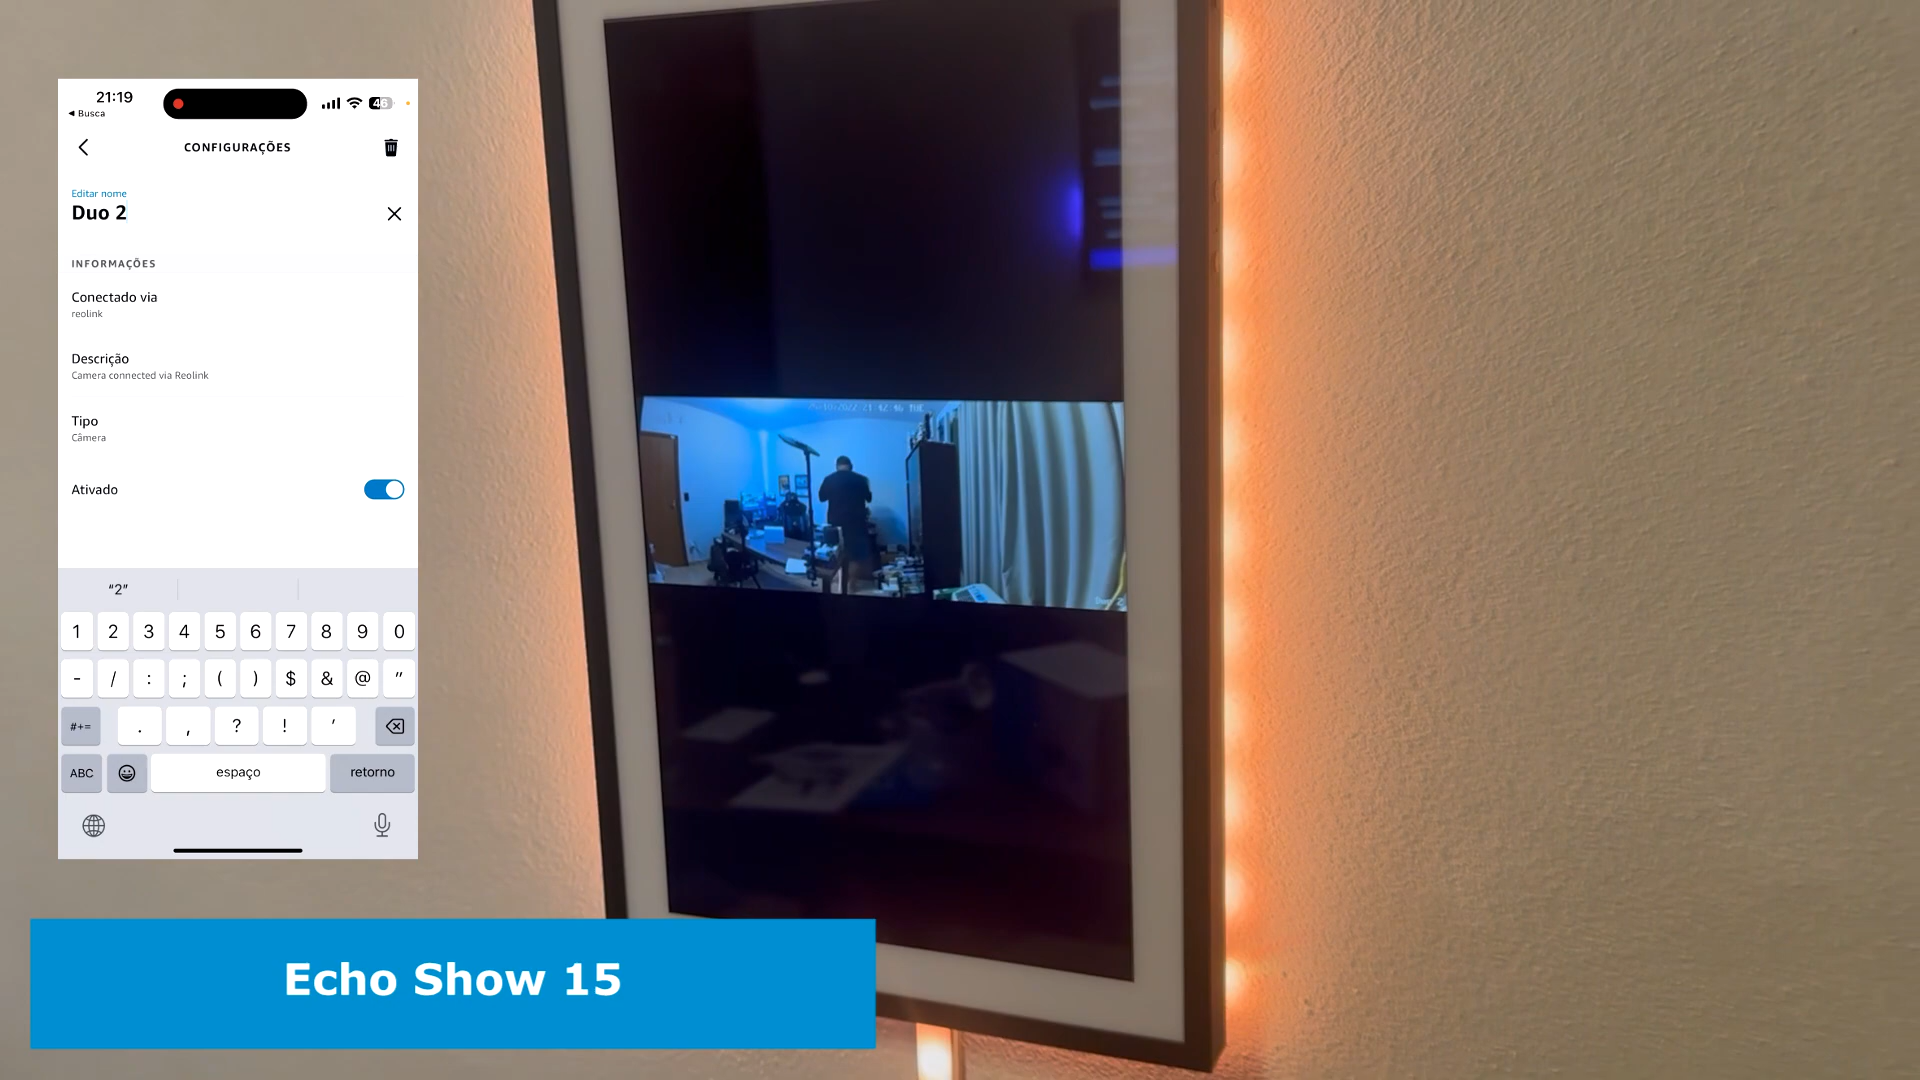 21:19
Busca
46
CONFIGURAÇÕES
Editar nome
Duo 2
INFORMAÇÕES
Conectado via
reolink
Descrição
Camera connected via Reolink
Tipo
Câmera
Ativado
“2”
1 2 3 4 5 6 7 8 9 0
- / : ; ( ) $ & @ "
#+= . , ? ! '
ABC espaço retorno
Echo Show 15